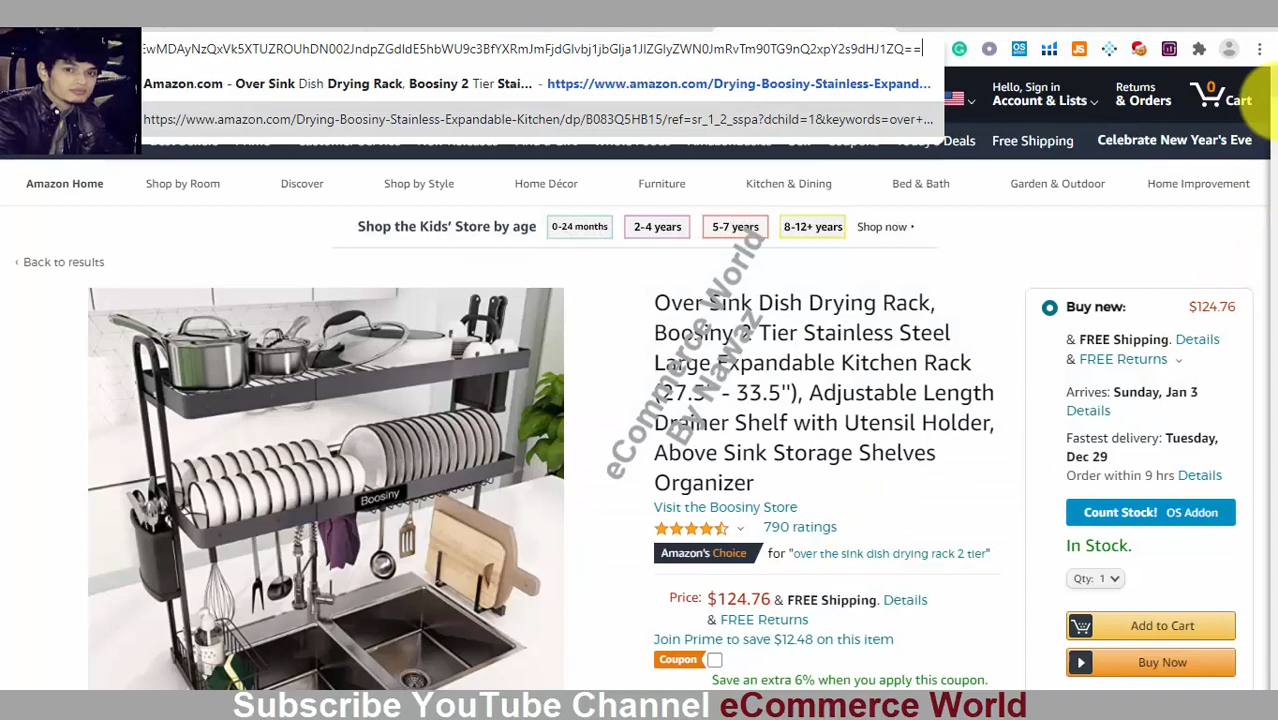 Amazon.com - Over Sink Dish Drying Rack, Boosiny 2 Tier Stai... - https://www.amazon.com/Drying-Boosiny-Stainless-Expand...
https://www.amazon.com/Drying-Boosiny-Stainless-Expandable-Kitchen/dp/B083Q5HB15/ref=sr_1_2_sspa?dchild=1&keywords=over+...
Hello, Sign in
Account & Lists
Returns
& Orders
0
Cart
Today's Deals Free Shipping Celebrate New Year's Eve
Amazon Home Shop by Room Discover Shop by Style Home Décor Furniture Kitchen & Dining Bed & Bath Garden & Outdoor Home Improvement
Shop the Kids' Store by age 0-24 months 2-4 years 5-7 years 8-12+ years Shop now ▸
‹ Back to results
Over Sink Dish Drying Rack,
Boosiny 2 Tier Stainless Steel
Large Expandable Kitchen Rack
(27.5" - 33.5"), Adjustable Length
Drainer Shelf with Utensil Holder,
Above Sink Storage Shelves
Organizer
Visit the Boosiny Store
790 ratings
Amazon's Choice for "over the sink dish drying rack 2 tier"
Price: $124.76 & FREE Shipping. Details
& FREE Returns
Join Prime to save $12.48 on this item
Coupon
Save an extra 6% when you apply this coupon.
Buy new: $124.76
& FREE Shipping. Details
& FREE Returns
Arrives: Sunday, Jan 3
Details
Fastest delivery: Tuesday,
Dec 29
Order within 9 hrs Details
Count Stock! OS Addon
In Stock.
Qty: 1
Add to Cart
Buy Now
Boosiny
eCommerce World
By Nawaz
Subscribe YouTube Channel eCommerce World